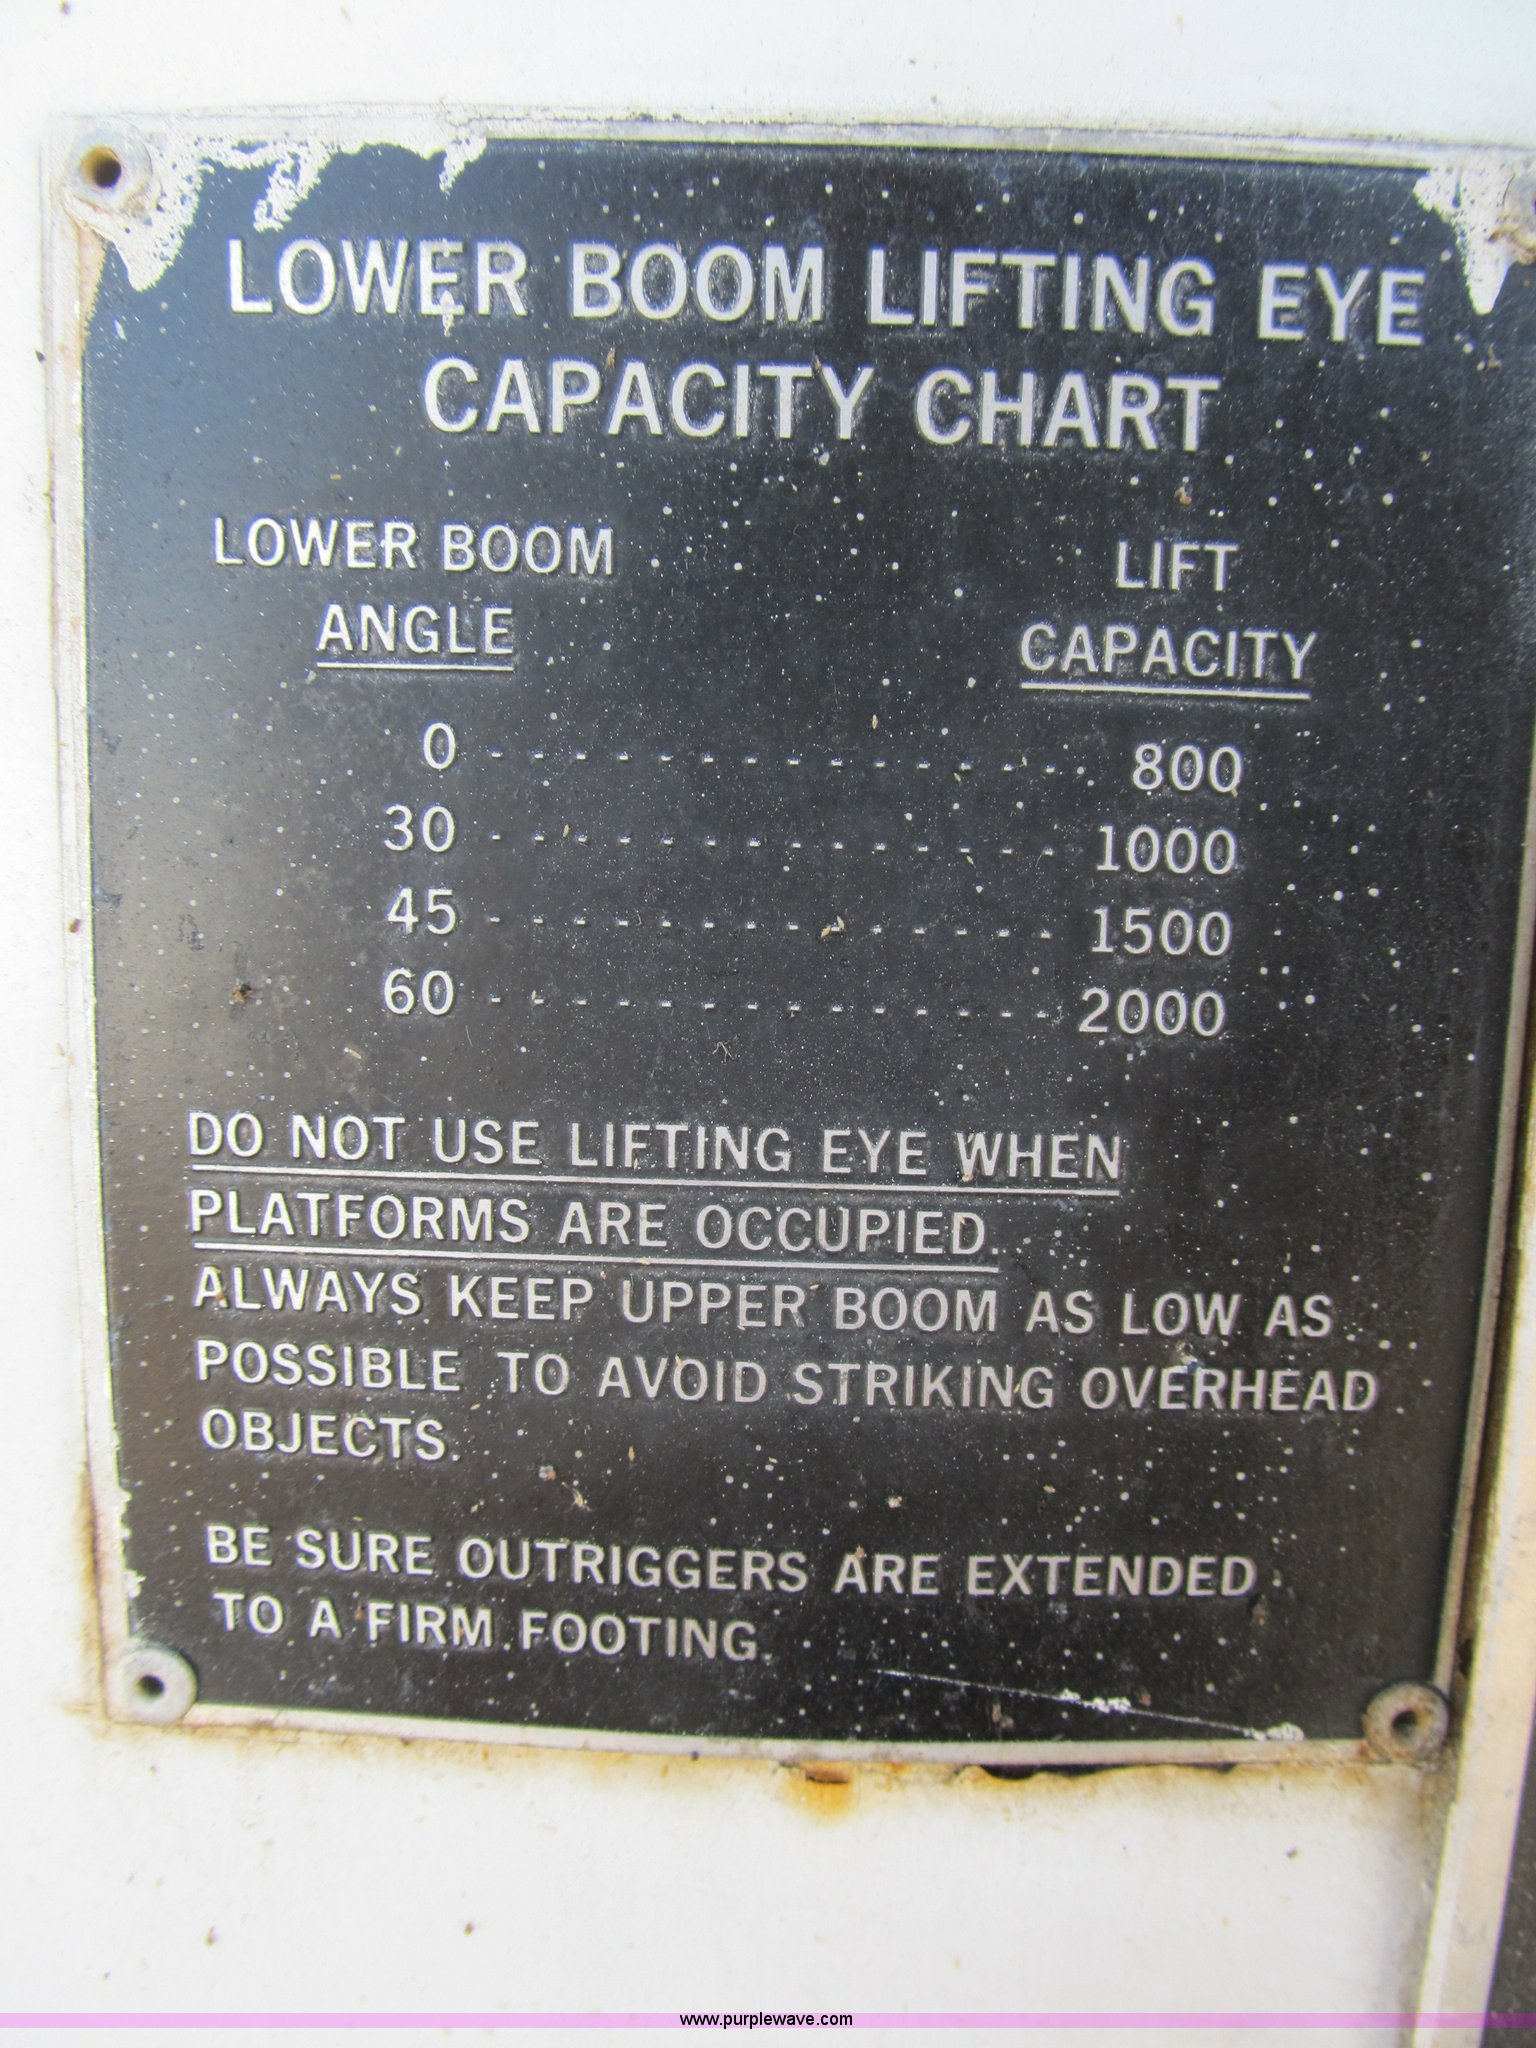 LOWER BOOM LIFTING EYE
CAPACITY CHART
LOWER BOOM LIFT
ANGLE CAPACITY
0 - - - - - - - - - - - - - - 800
30 - - - - - - - - - - - - - - 1000
45 - - - - - - - - - - - - - - 1500
60 - - - - - - - - - - - - - - 2000
DO NOT USE LIFTING EYE WHEN
PLATFORMS ARE OCCUPIED.
ALWAYS KEEP UPPER BOOM AS LOW AS
POSSIBLE TO AVOID STRIKING OVERHEAD
OBJECTS.
BE SURE OUTRIGGERS ARE EXTENDED
TO A FIRM FOOTING.
www.purplewave.com